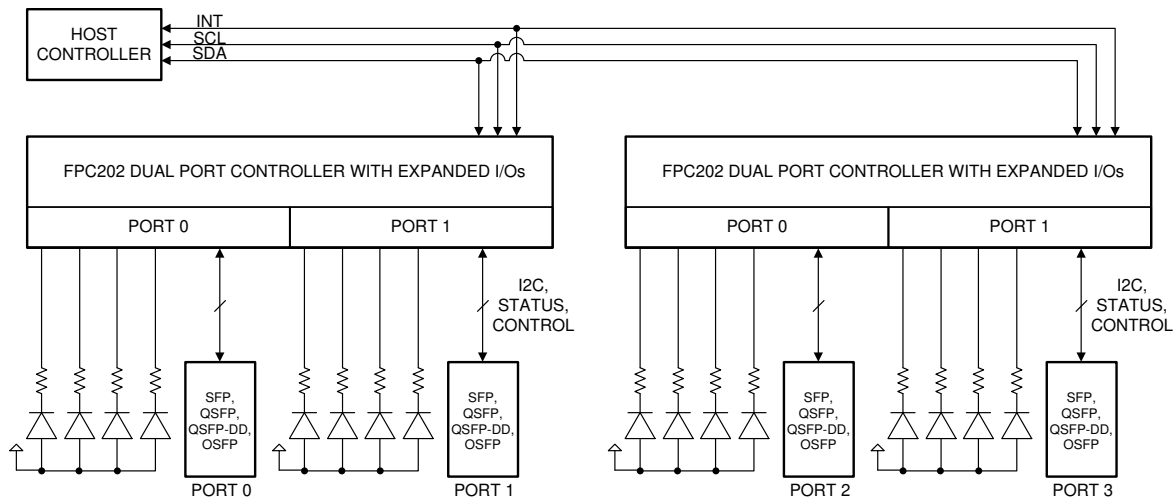 HOST
CONTROLLER
INT
SCL
SDA
FPC202 DUAL PORT CONTROLLER WITH EXPANDED I/Os
PORT 0
PORT 1
FPC202 DUAL PORT CONTROLLER WITH EXPANDED I/Os
PORT 0
PORT 1
I2C,
STATUS,
CONTROL
I2C,
STATUS,
CONTROL
SFP,
QSFP,
QSFP-DD,
OSFP
SFP,
QSFP,
QSFP-DD,
OSFP
SFP,
QSFP,
QSFP-DD,
OSFP
SFP,
QSFP,
QSFP-DD,
OSFP
PORT 0
PORT 1
PORT 2
PORT 3